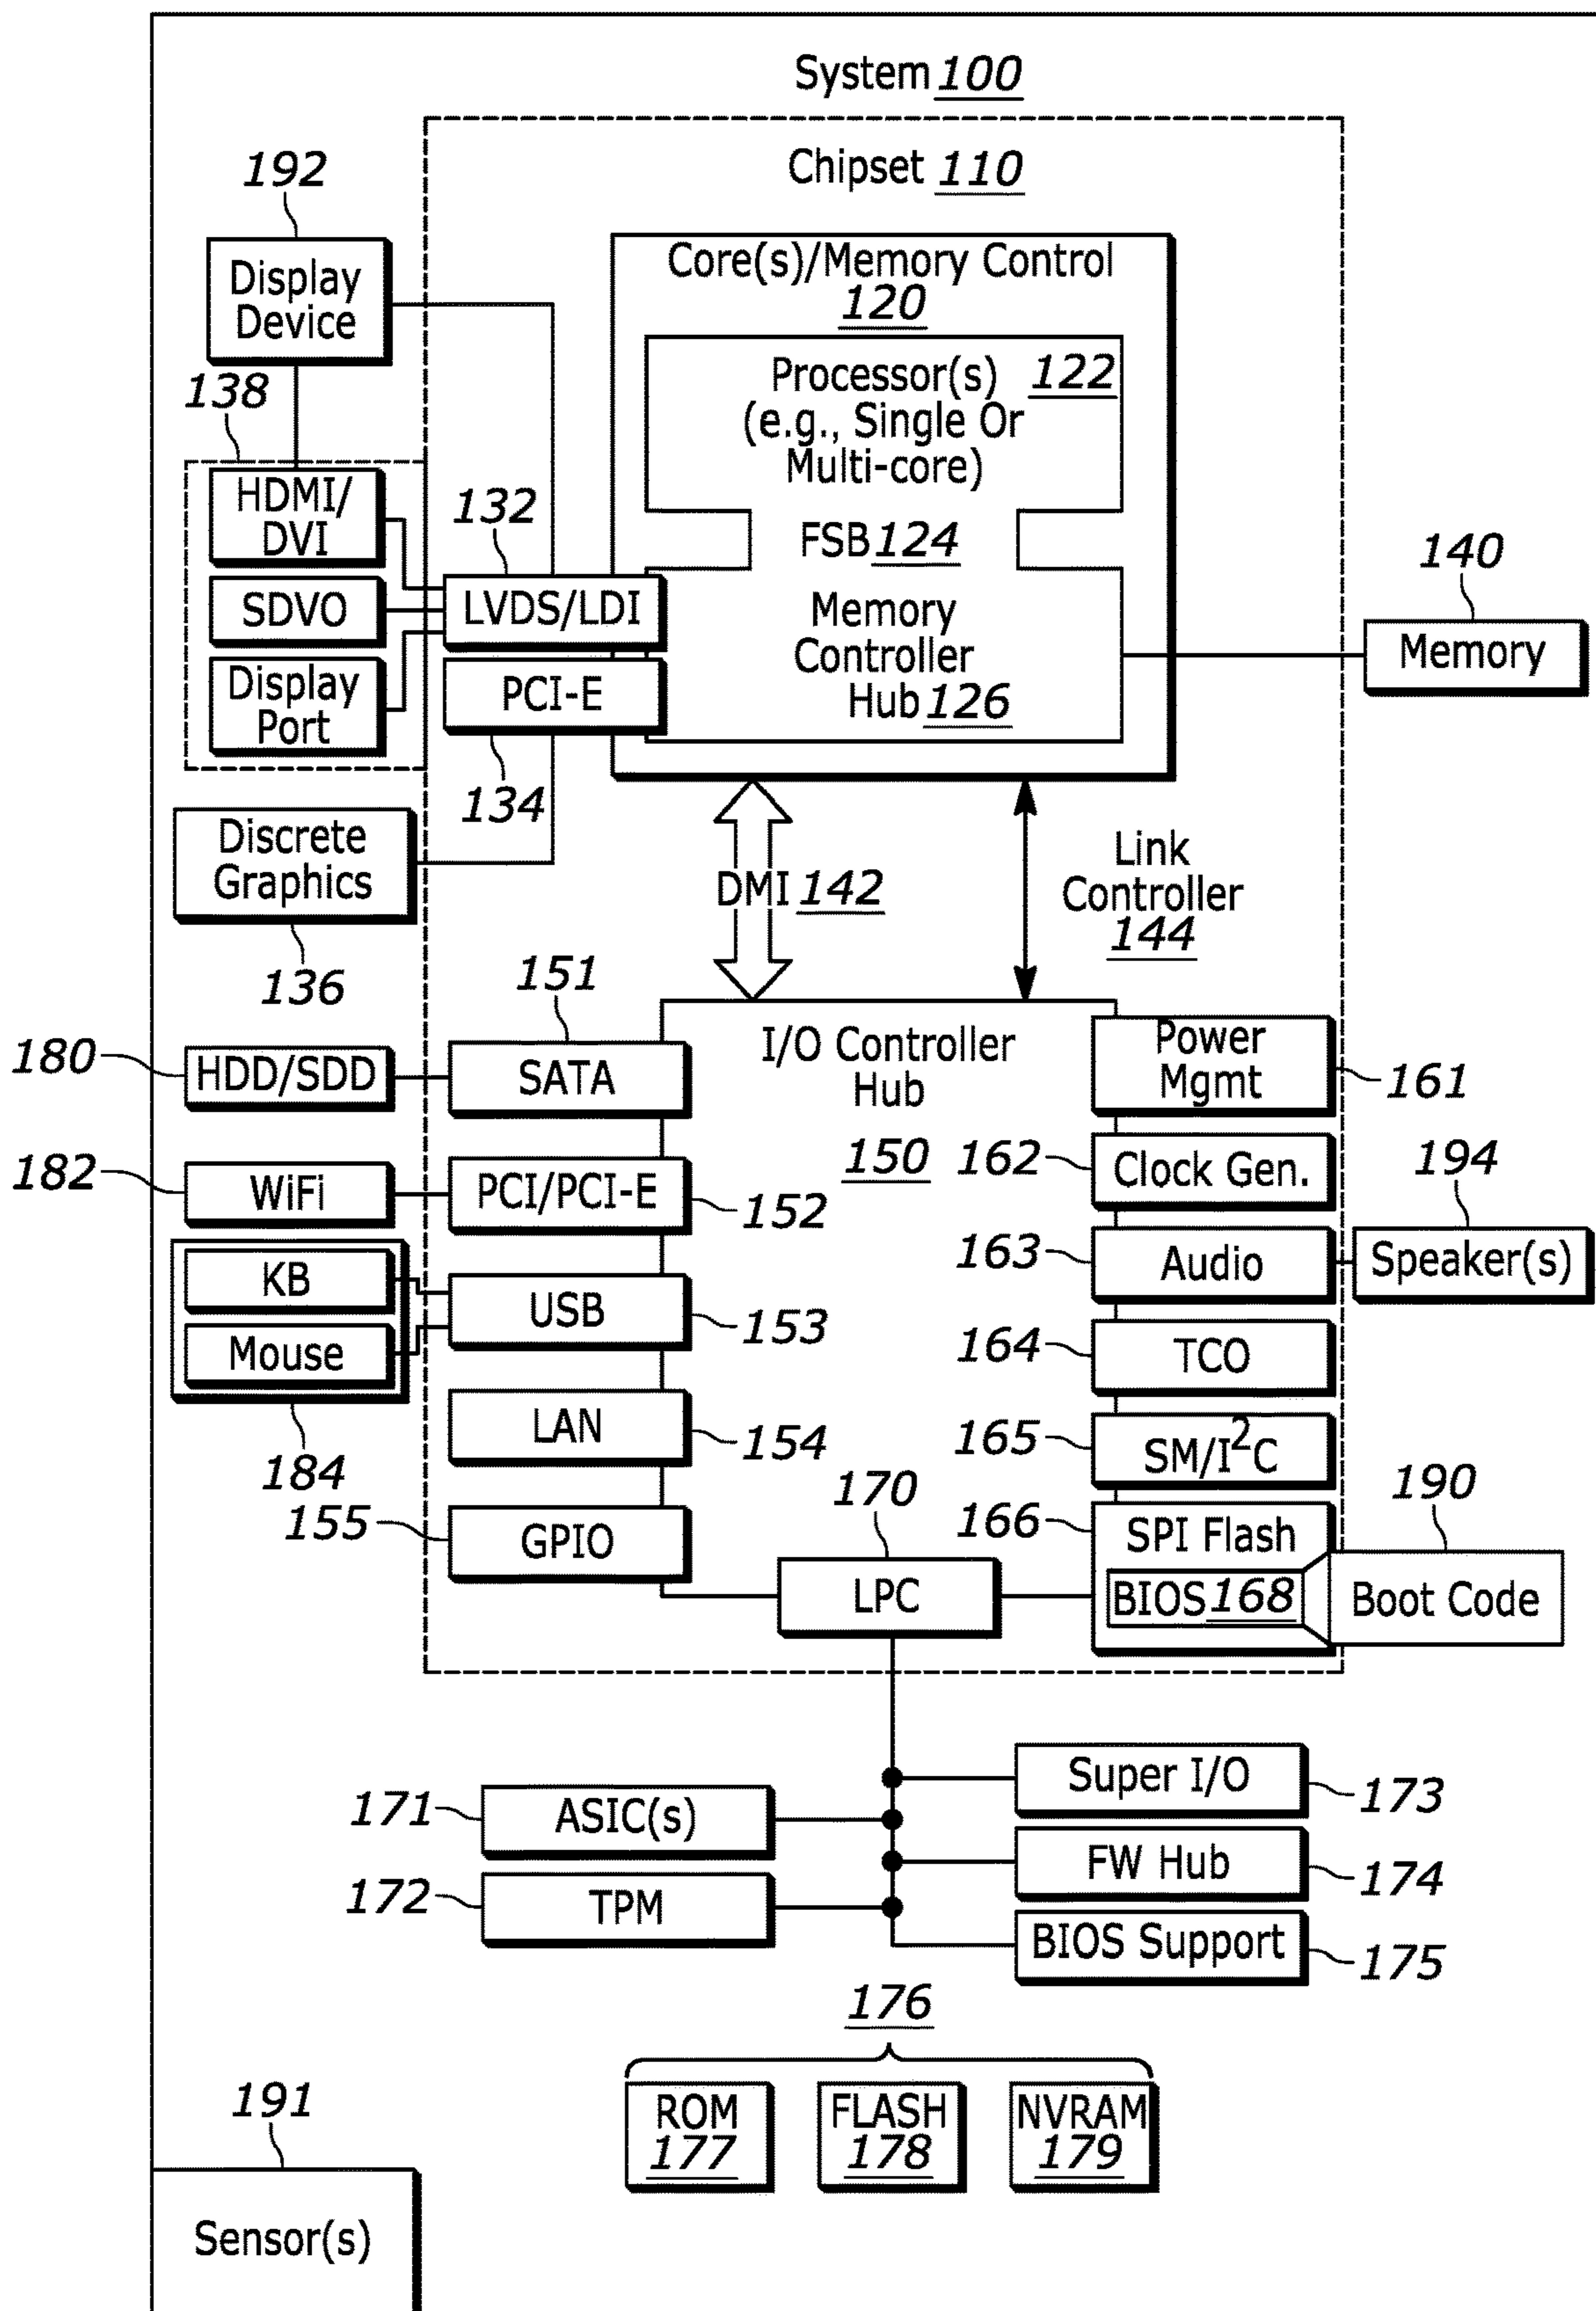 System 100
Chipset 110
192
Display
Device
Core(s)/Memory Control
120
Processor(s) 122
(e.g., Single Or
Multi-core)
FSB 124
Memory
Controller
Hub 126
138
HDMI/
DVI
SDVO
Display
Port
132
LVDS/LDI
PCI-E
134
140
Memory
Discrete
Graphics
136
DMI 142
Link
Controller
144
151
180
HDD/SDD
SATA
I/O Controller
Hub
150
Power
Mgmt
161
182
WiFi
PCI/PCI-E
152
162
Clock Gen.
194
KB
Mouse
184
USB
153
163
Audio
Speaker(s)
164
TCO
LAN
154
165
SM/I²C
155
GPIO
170
LPC
166
SPI Flash
BIOS 168
190
Boot Code
171
ASIC(s)
172
TPM
Super I/O
173
FW Hub
174
BIOS Support
175
176
ROM
177
FLASH
178
NVRAM
179
191
Sensor(s)